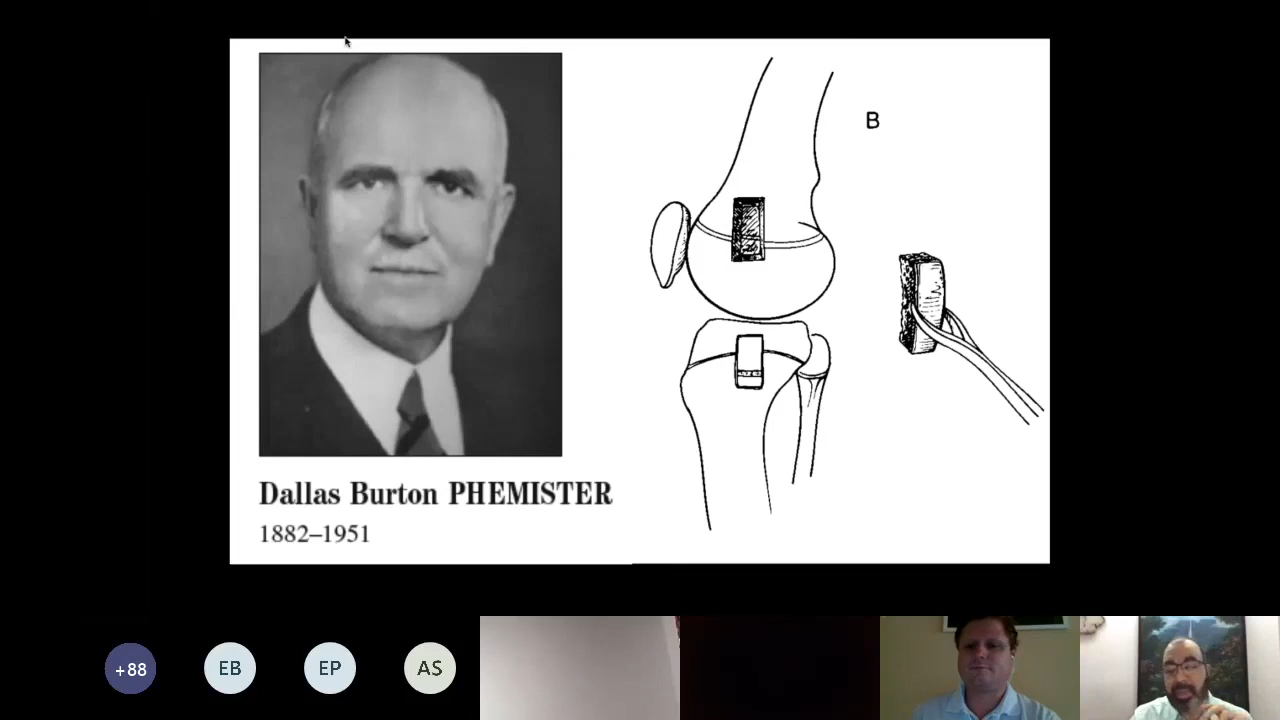 B
Dallas Burton PHEMISTER
1882–1951
+88
EB
EP
AS